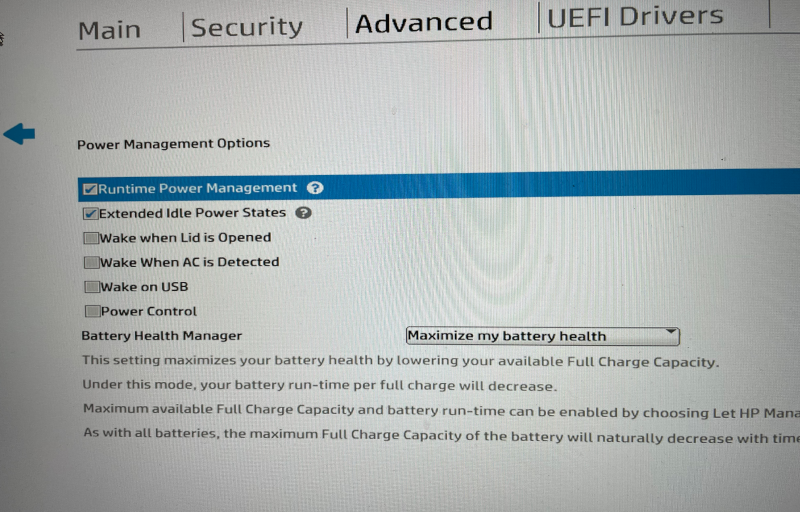 Main Security Advanced UEFI Drivers
Power Management Options
Runtime Power Management ?
Extended Idle Power States ?
Wake when Lid is Opened
Wake When AC is Detected
Wake on USB
Power Control
Battery Health Manager Maximize my battery health
This setting maximizes your battery health by lowering your available Full Charge Capacity.
Under this mode, your battery run-time per full charge will decrease.
Maximum available Full Charge Capacity and battery run-time can be enabled by choosing Let HP Mana
As with all batteries, the maximum Full Charge Capacity of the battery will naturally decrease with time